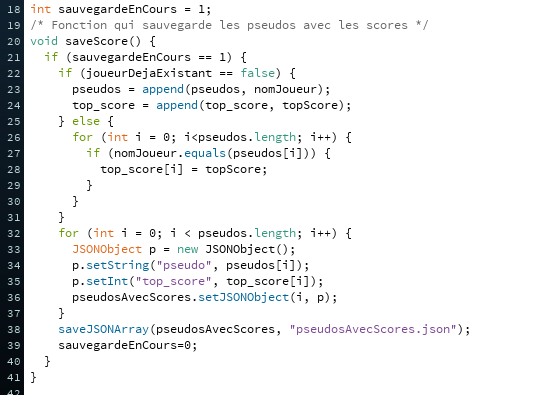 18 int sauvegardeEnCours = 1;
19 /* Fonction qui sauvegarde les pseudos avec les scores */
20 void saveScore() {
21   if (sauvegardeEnCours == 1) {
22     if (joueurDejaExistant == false) {
23       pseudos = append(pseudos, nomJoueur);
24       top_score = append(top_score, topScore);
25     } else {
26       for (int i = 0; i<pseudos.length; i++) {
27         if (nomJoueur.equals(pseudos[i])) {
28           top_score[i] = topScore;
29         }
30       }
31     }
32     for (int i = 0; i < pseudos.length; i++) {
33       JSONObject p = new JSONObject();
34       p.setString("pseudo", pseudos[i]);
35       p.setInt("top_score", top_score[i]);
36       pseudosAvecScores.setJSONObject(i, p);
37     }
38     saveJSONArray(pseudosAvecScores, "pseudosAvecScores.json");
39     sauvegardeEnCours=0;
40   }
41 }
42